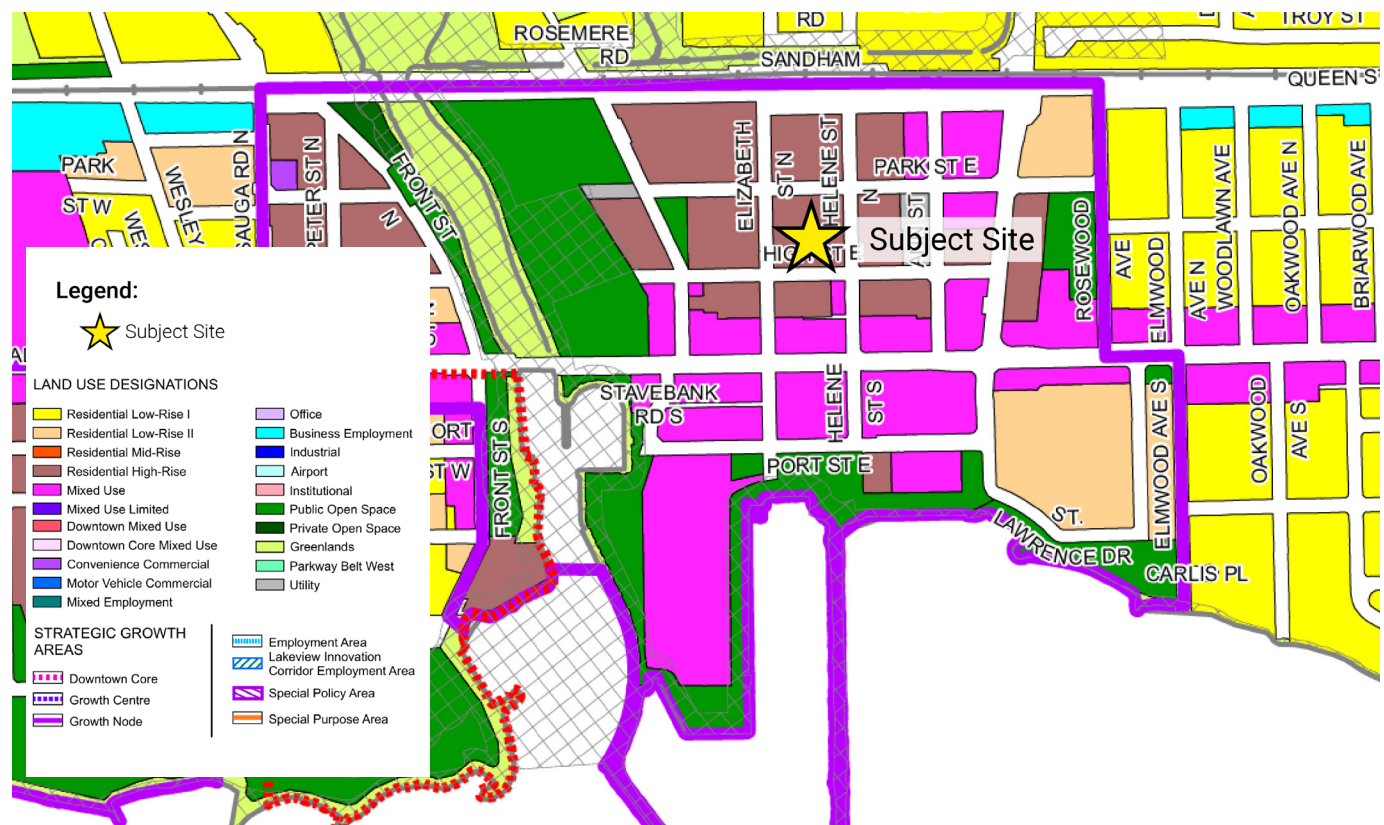 ROSEMERE
RD
RD
TROY ST
SANDHAM
QUEEN S
PARK
ST W
WESLEY
WES
SAUGA RD N
PETER ST N
N
FRONT ST
ELIZABETH
ST N
HELENE ST
N
PARK ST E
ROSEWOOD
AVE
ELMWOOD
AVE N
WOODLAWN AVE
OAKWOOD AVE N
BRIARWOOD AVE
HIGH ST E
Subject Site
STAVEBANK
RD S
HELENE
ST S
PORT ST E
ORT
ST W
FRONT ST S
ST.
LAWRENCE DR
ELMWOOD AVE S
CARLIS PL
OAKWOOD
AVE S
Legend:
Subject Site
LAND USE DESIGNATIONS
Residential Low-Rise I
Residential Low-Rise II
Residential Mid-Rise
Residential High-Rise
Mixed Use
Mixed Use Limited
Downtown Mixed Use
Downtown Core Mixed Use
Convenience Commercial
Motor Vehicle Commercial
Mixed Employment
Office
Business Employment
Industrial
Airport
Institutional
Public Open Space
Private Open Space
Greenlands
Parkway Belt West
Utility
STRATEGIC GROWTH
AREAS
Downtown Core
Growth Centre
Growth Node
Employment Area
Lakeview Innovation
Corridor Employment Area
Special Policy Area
Special Purpose Area